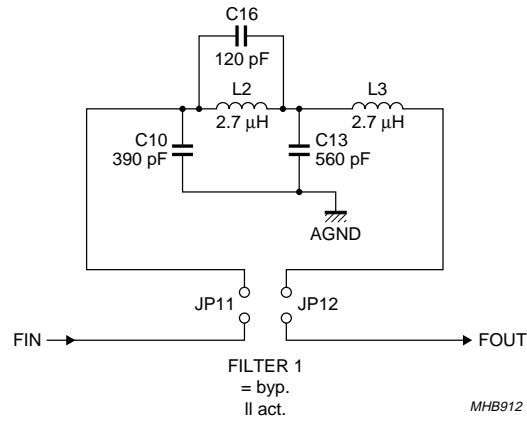 C16
120 pF
L2
2.7 μH
L3
2.7 μH
C10
390 pF
C13
560 pF
AGND
JP11
JP12
FIN
FOUT
FILTER 1
= byp.
II act.
MHB912